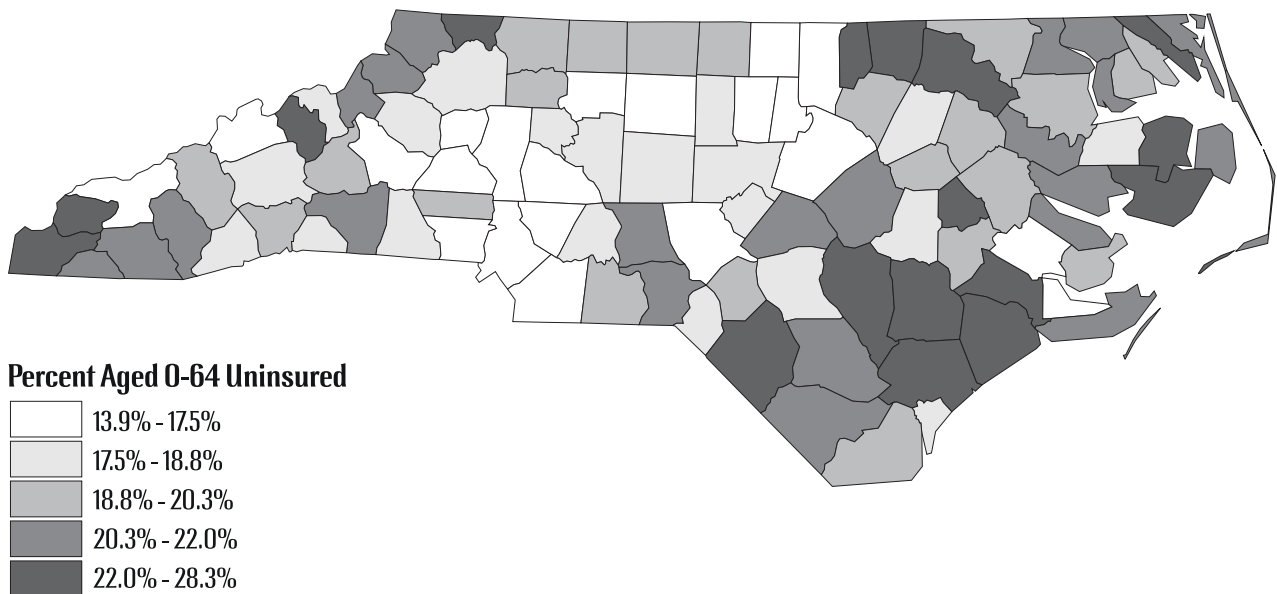 Percent Aged 0-64 Uninsured
13.9% - 17.5%
17.5% - 18.8%
18.8% - 20.3%
20.3% - 22.0%
22.0% - 28.3%